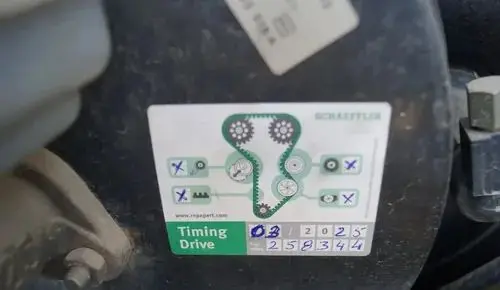 SCHAEFFLER
www.repxpert.com
Timing
Drive
03 / 2025
258344